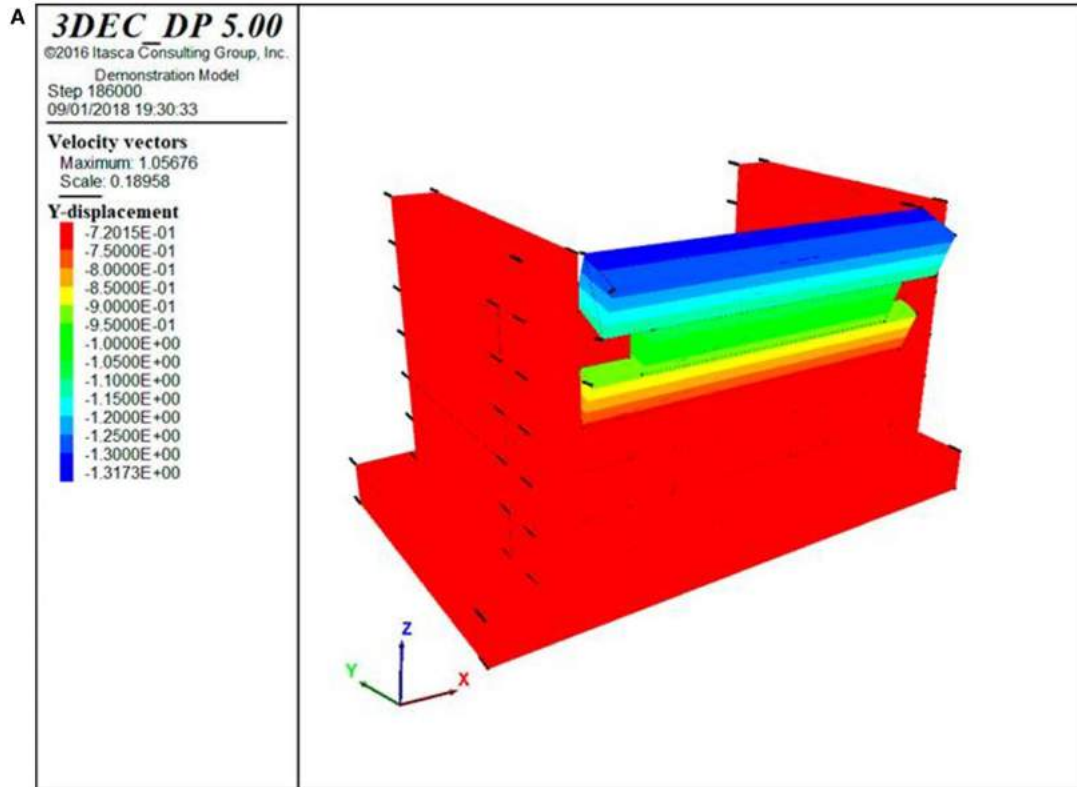 A
3DEC_DP 5.00
©2016 Itasca Consulting Group, Inc.
Demonstration Model
Step 186000
09/01/2018 19:30:33
Velocity vectors
Maximum: 1.05676
Scale: 0.18958
Y-displacement
-7.2015E-01
-7.5000E-01
-8.0000E-01
-8.5000E-01
-9.0000E-01
-9.5000E-01
-1.0000E+00
-1.0500E+00
-1.1000E+00
-1.1500E+00
-1.2000E+00
-1.2500E+00
-1.3000E+00
-1.3173E+00
Z
Y
X